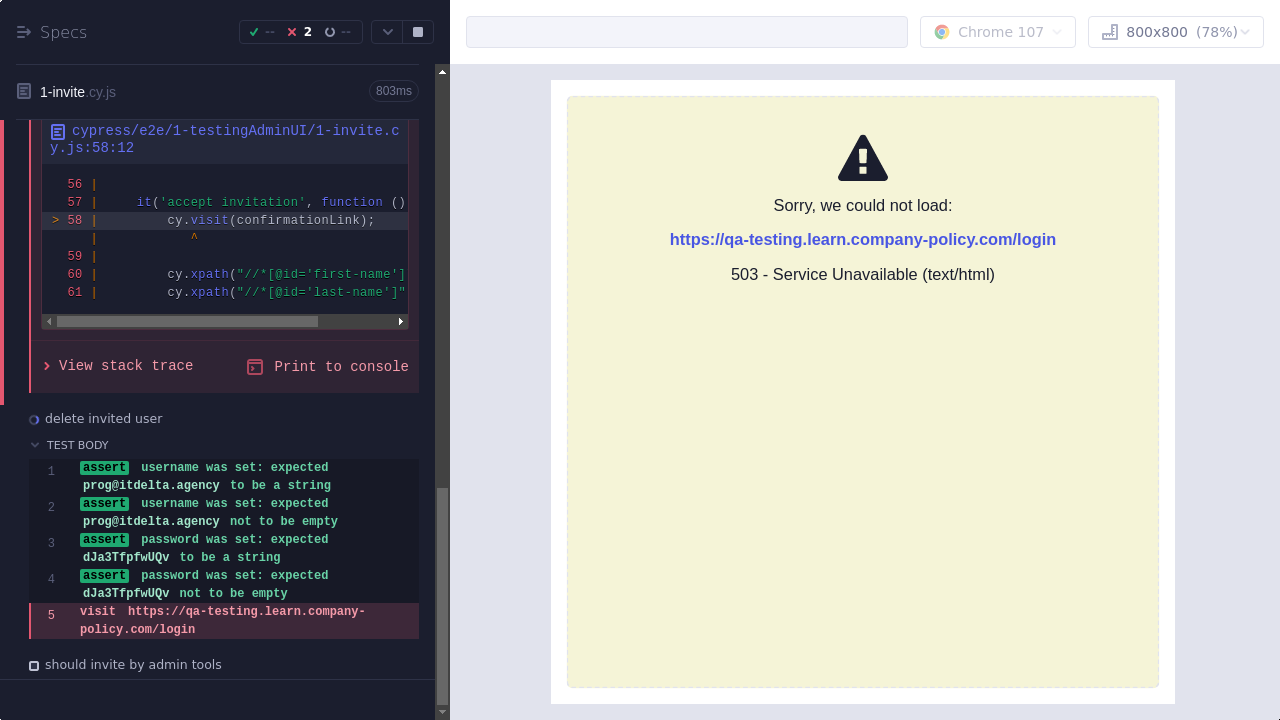 Specs
--
2
--
Chrome 107
800x800 (78%)
1-invite.cy.js
803ms
cypress/e2e/1-testingAdminUI/1-invite.c
y.js:58:12
56 |
57 |     it('accept invitation', function ()
> 58 |         cy.visit(confirmationLink);
|            ^
59 |
60 |         cy.xpath("//*[@id='first-name']
61 |         cy.xpath("//*[@id='last-name']"
View stack trace
Print to console
delete invited user
TEST BODY
1 assert username was set: expected
prog@itdelta.agency to be a string
2 assert username was set: expected
prog@itdelta.agency not to be empty
3 assert password was set: expected
dJa3TfpfwUQv to be a string
4 assert password was set: expected
dJa3TfpfwUQv not to be empty
5 visit https://qa-testing.learn.company-
policy.com/login
should invite by admin tools
Sorry, we could not load:
https://qa-testing.learn.company-policy.com/login
503 - Service Unavailable (text/html)